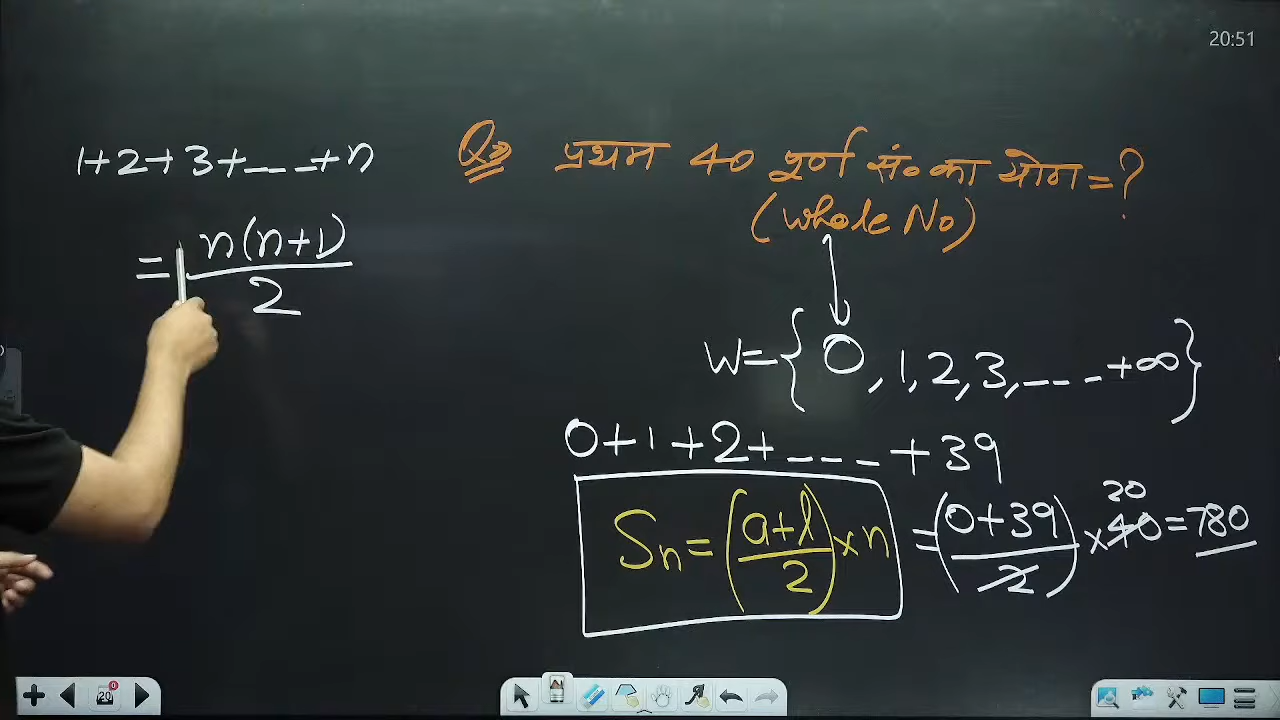 20:51
1+2+3+---+n
= n(n+1)/2
Q→ प्रथम 40 पूर्ण सं० का योग = ?
(Whole No)
W = {0, 1, 2, 3, ---- +∞}
0+1+2+---- +39
Sn = (a+l/2) × n = (0+39/2) × 40 20 = 780
20